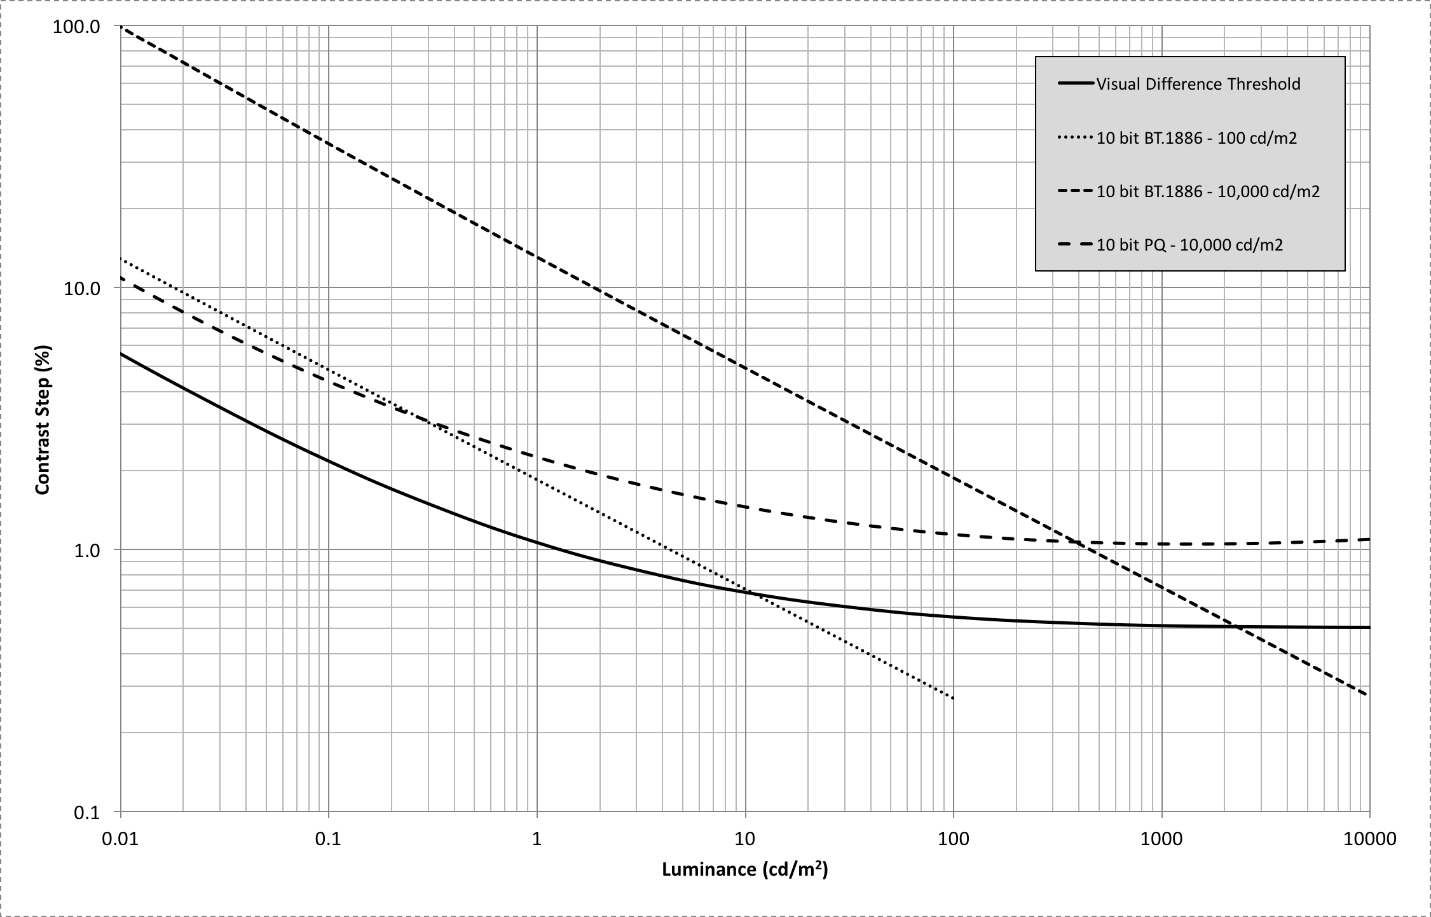 100.0
10.0
1.0
0.1
Contrast Step (%)
Visual Difference Threshold
10 bit BT.1886 - 100 cd/m2
10 bit BT.1886 - 10,000 cd/m2
10 bit PQ - 10,000 cd/m2
0.01 0.1 1 10 100 1000 10000
Luminance (cd/m²)